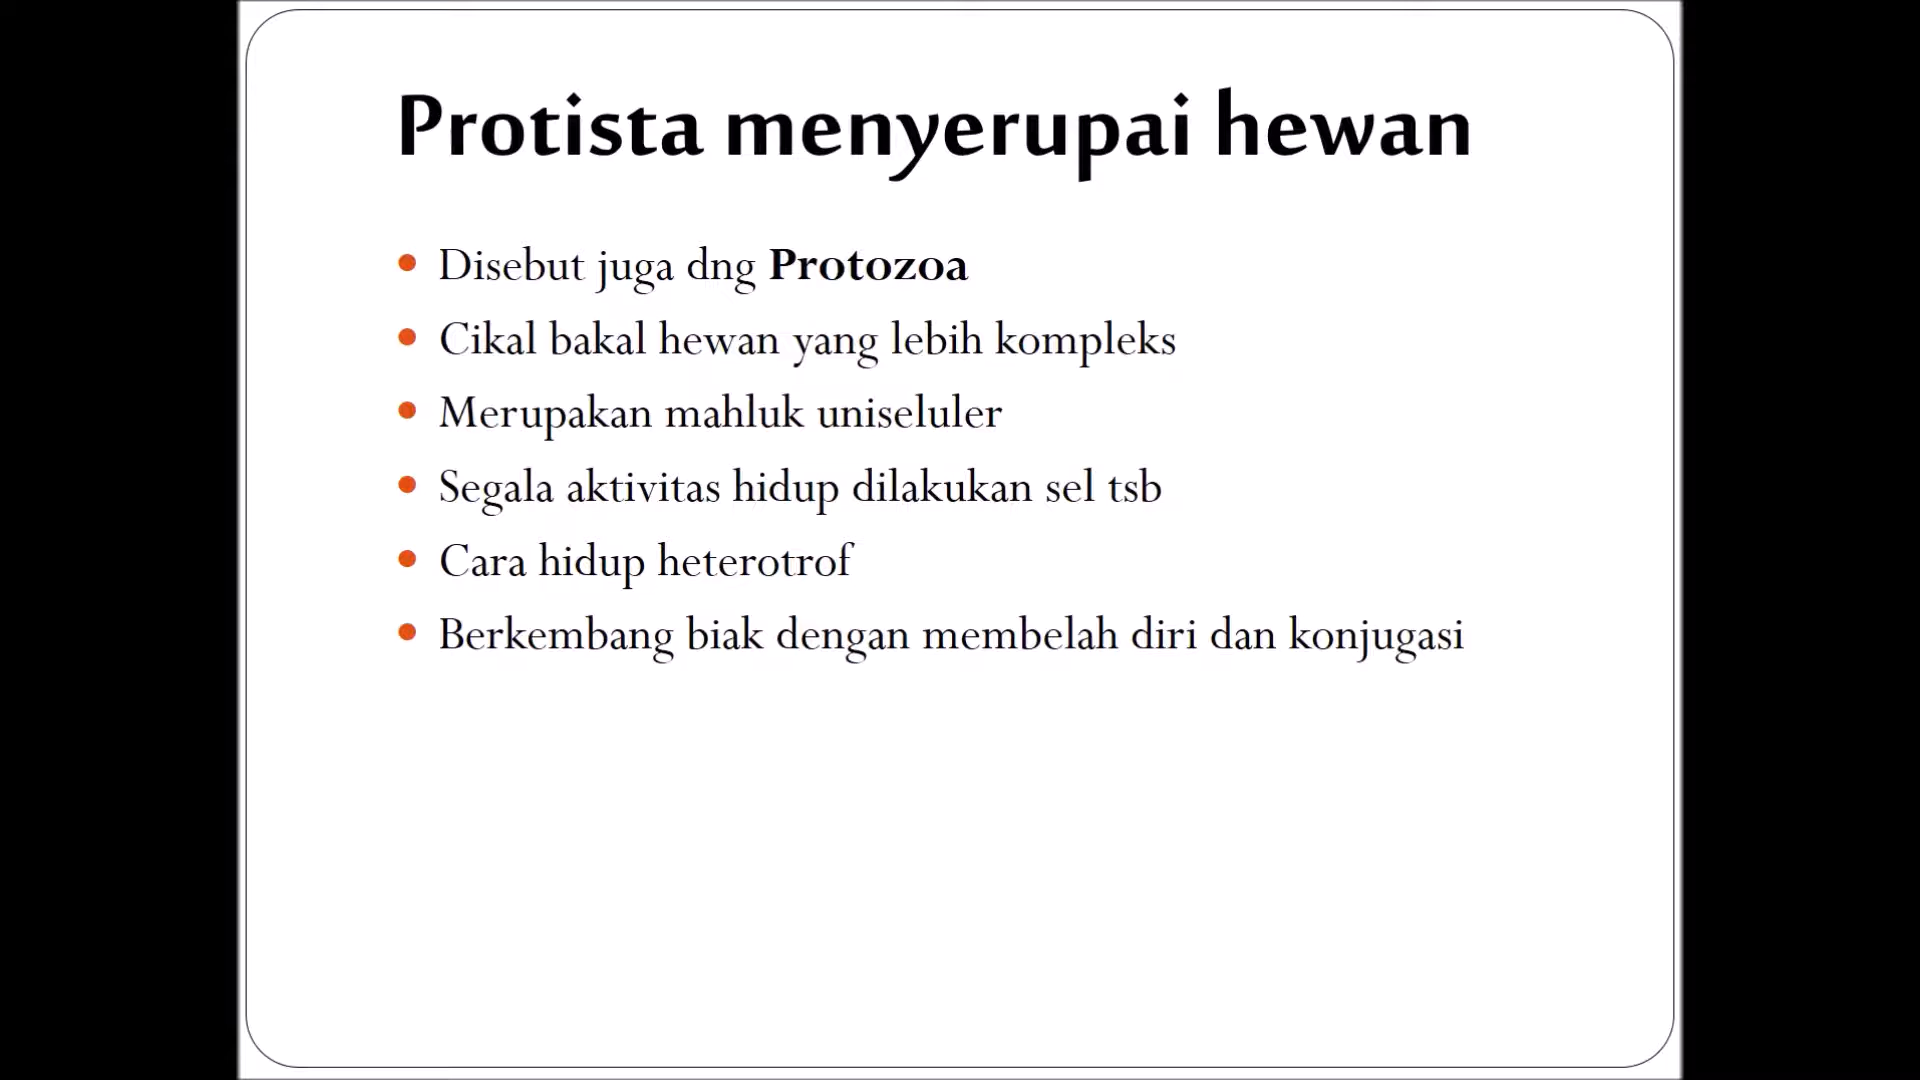 Protista menyerupai hewan
Disebut juga dng Protozoa
Cikal bakal hewan yang lebih kompleks
Merupakan mahluk uniseluler
Segala aktivitas hidup dilakukan sel tsb
Cara hidup heterotrof
Berkembang biak dengan membelah diri dan konjugasi